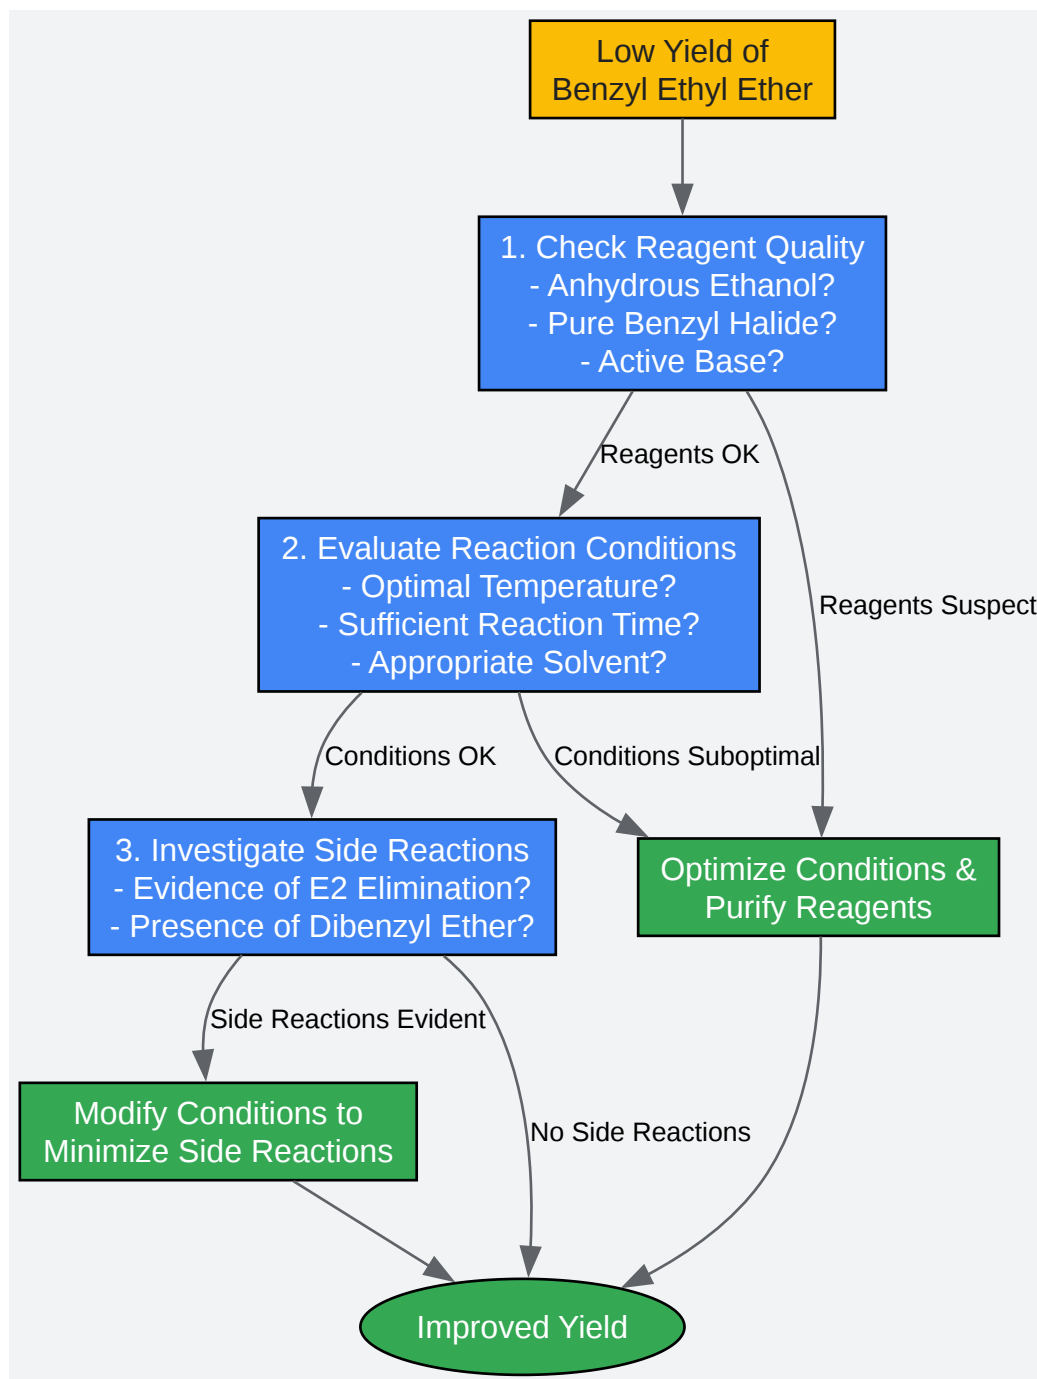 Low Yield of
Benzyl Ethyl Ether
1. Check Reagent Quality
- Anhydrous Ethanol?
- Pure Benzyl Halide?
- Active Base?
Reagents OK
2. Evaluate Reaction Conditions
- Optimal Temperature?
- Sufficient Reaction Time?
- Appropriate Solvent?
Reagents Suspect
Conditions OK
Conditions Suboptimal
3. Investigate Side Reactions
- Evidence of E2 Elimination?
- Presence of Dibenzyl Ether?
Optimize Conditions &
Purify Reagents
Side Reactions Evident
Modify Conditions to
Minimize Side Reactions
No Side Reactions
Improved Yield